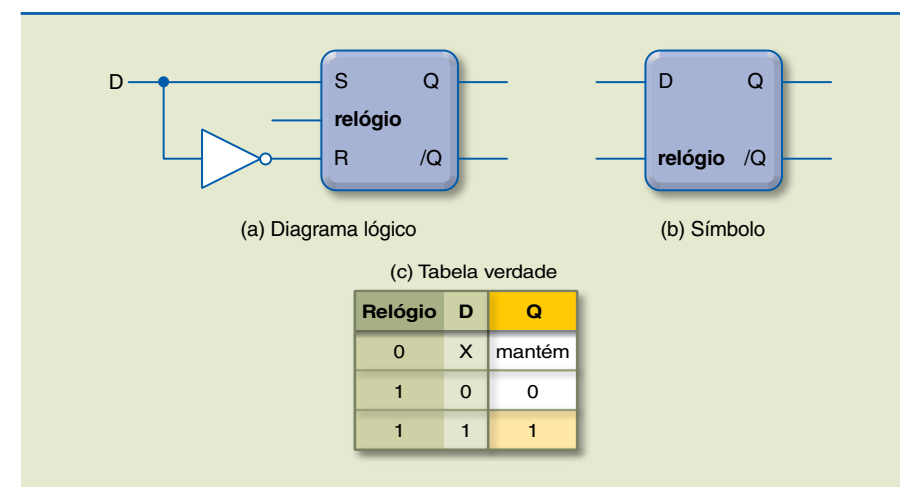 D
S Q
relógio
R /Q
D Q
relógio /Q
(a) Diagrama lógico
(b) Símbolo
(c) Tabela verdade
Relógio D Q
0 X mantém
1 0 0
1 1 1